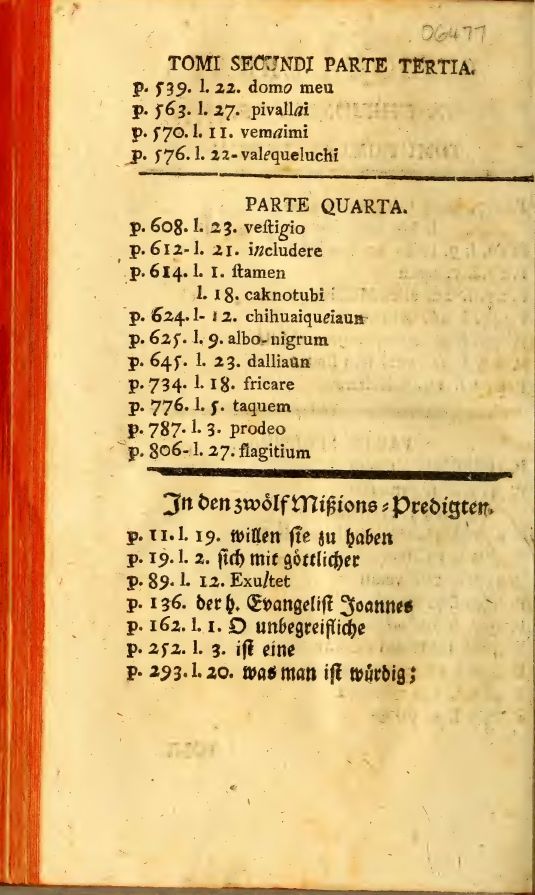 06477
TOMI SECUNDI PARTE TERTIA.
p. 539. l. 22. domo meu
p. 563. l. 27. pivallai
p. 570. l. 11. vemaimi
p. 576. l. 22-valequeluchi
PARTE QUARTA.
p. 608. l. 23. veſtigio
p. 612- l. 21. includere
p. 614. l. 1. ſtamen
l. 18. caknotubi
p. 624. l- 12. chihuaiqueiaun
p. 625. l. 9. albo-nigrum
p. 645. l. 23. dalliaun
p. 734. l. 18. fricare
p. 776. l. 5. taquem
p. 787. l. 3. prodeo
p. 806- l. 27. flagitium
In den zwölf Mißions-Predigten.
p. 11. l. 19. willen ſie zu haben
p. 19. l. 2. ſich mit göttlicher
p. 89. l. 12. Exultet
p. 136. der h. Evangeliſt Joannes
p. 162. l. 1. O unbegreifliche
p. 252. l. 3. iſt eine
p. 293. l. 20. was man iſt würdig;